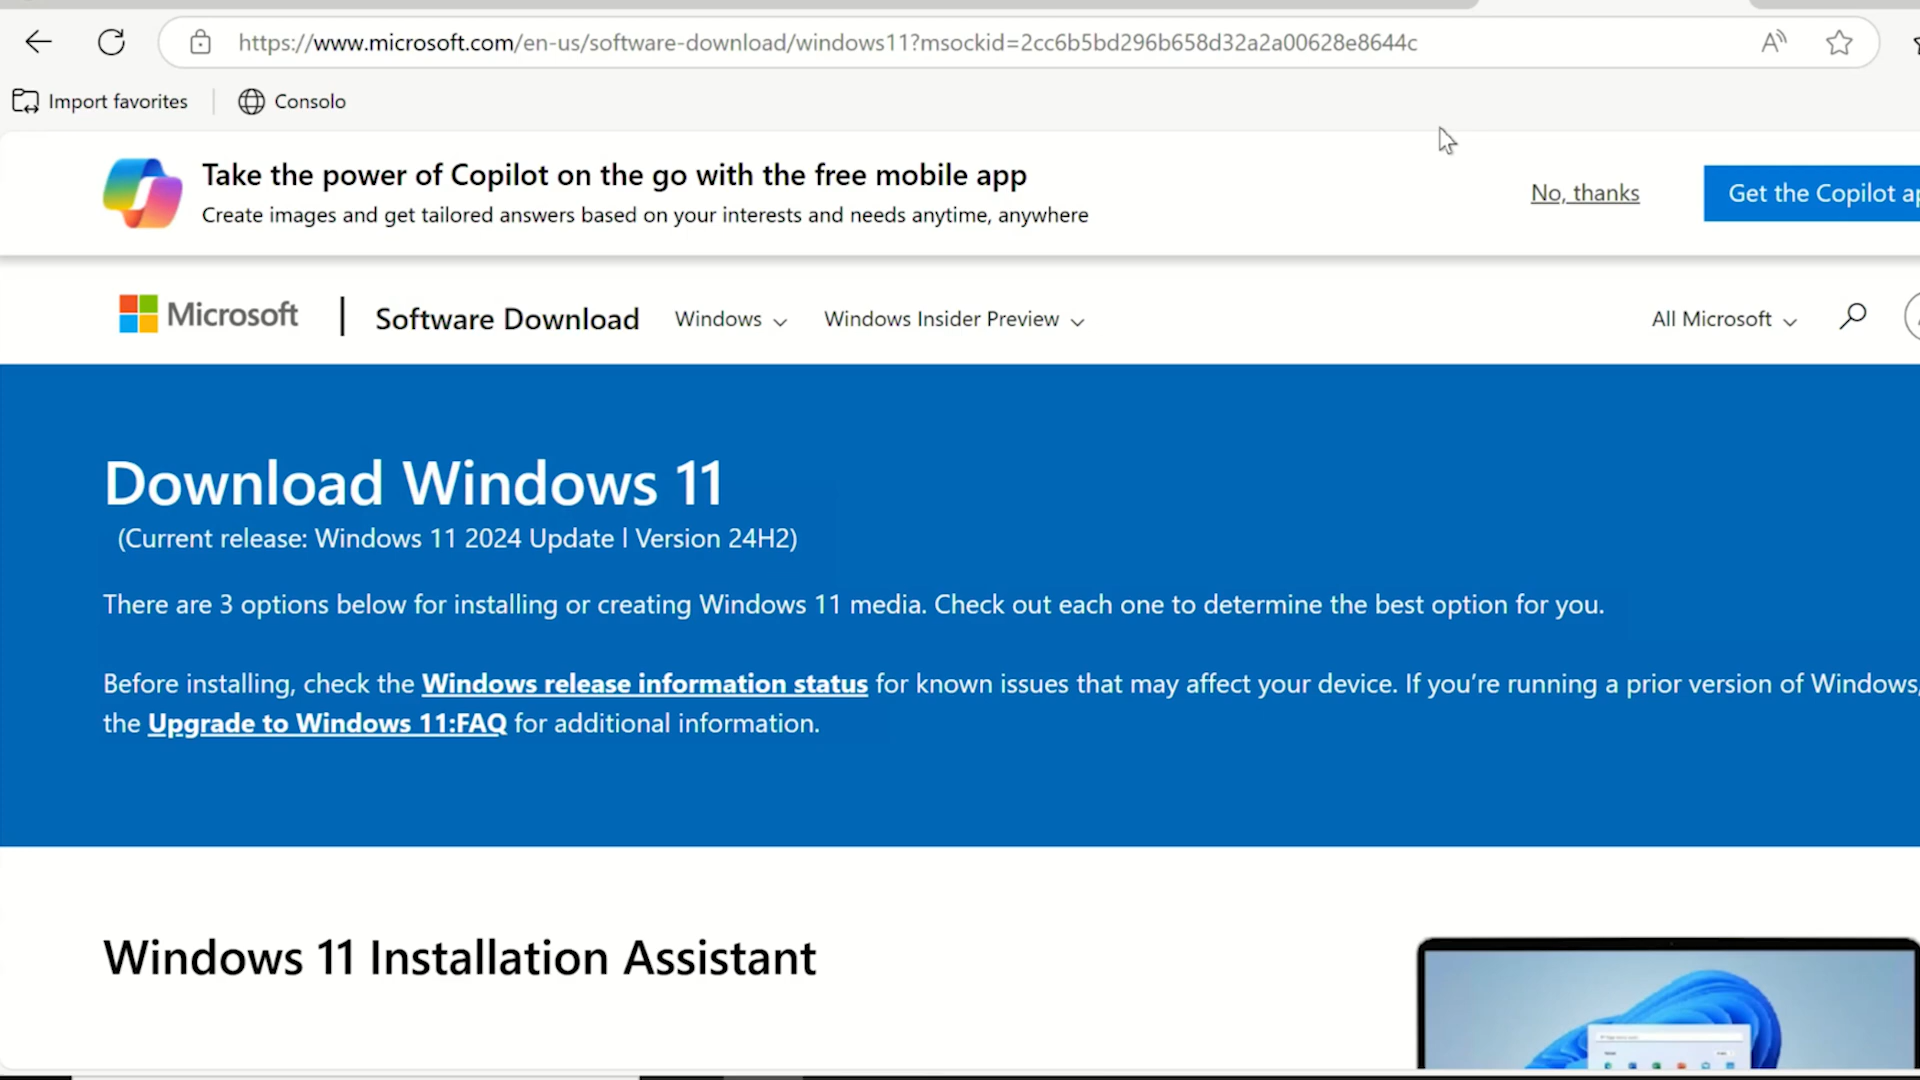 https://www.microsoft.com/en-us/software-download/windows11?msockid=2cc6b5bd296b658d32a2a00628e8644c
Import favorites
Consolo
Take the power of Copilot on the go with the free mobile app
Create images and get tailored answers based on your interests and needs anytime, anywhere
No, thanks
Get the Copilot
Microsoft
Software Download
Windows
Windows Insider Preview
All Microsoft
Download Windows 11
(Current release: Windows 11 2024 Update l Version 24H2)
There are 3 options below for installing or creating Windows 11 media. Check out each one to determine the best option for you.
Before installing, check the Windows release information status for known issues that may affect your device. If you’re running a prior version of Windows,
the Upgrade to Windows 11:FAQ for additional information.
Windows 11 Installation Assistant